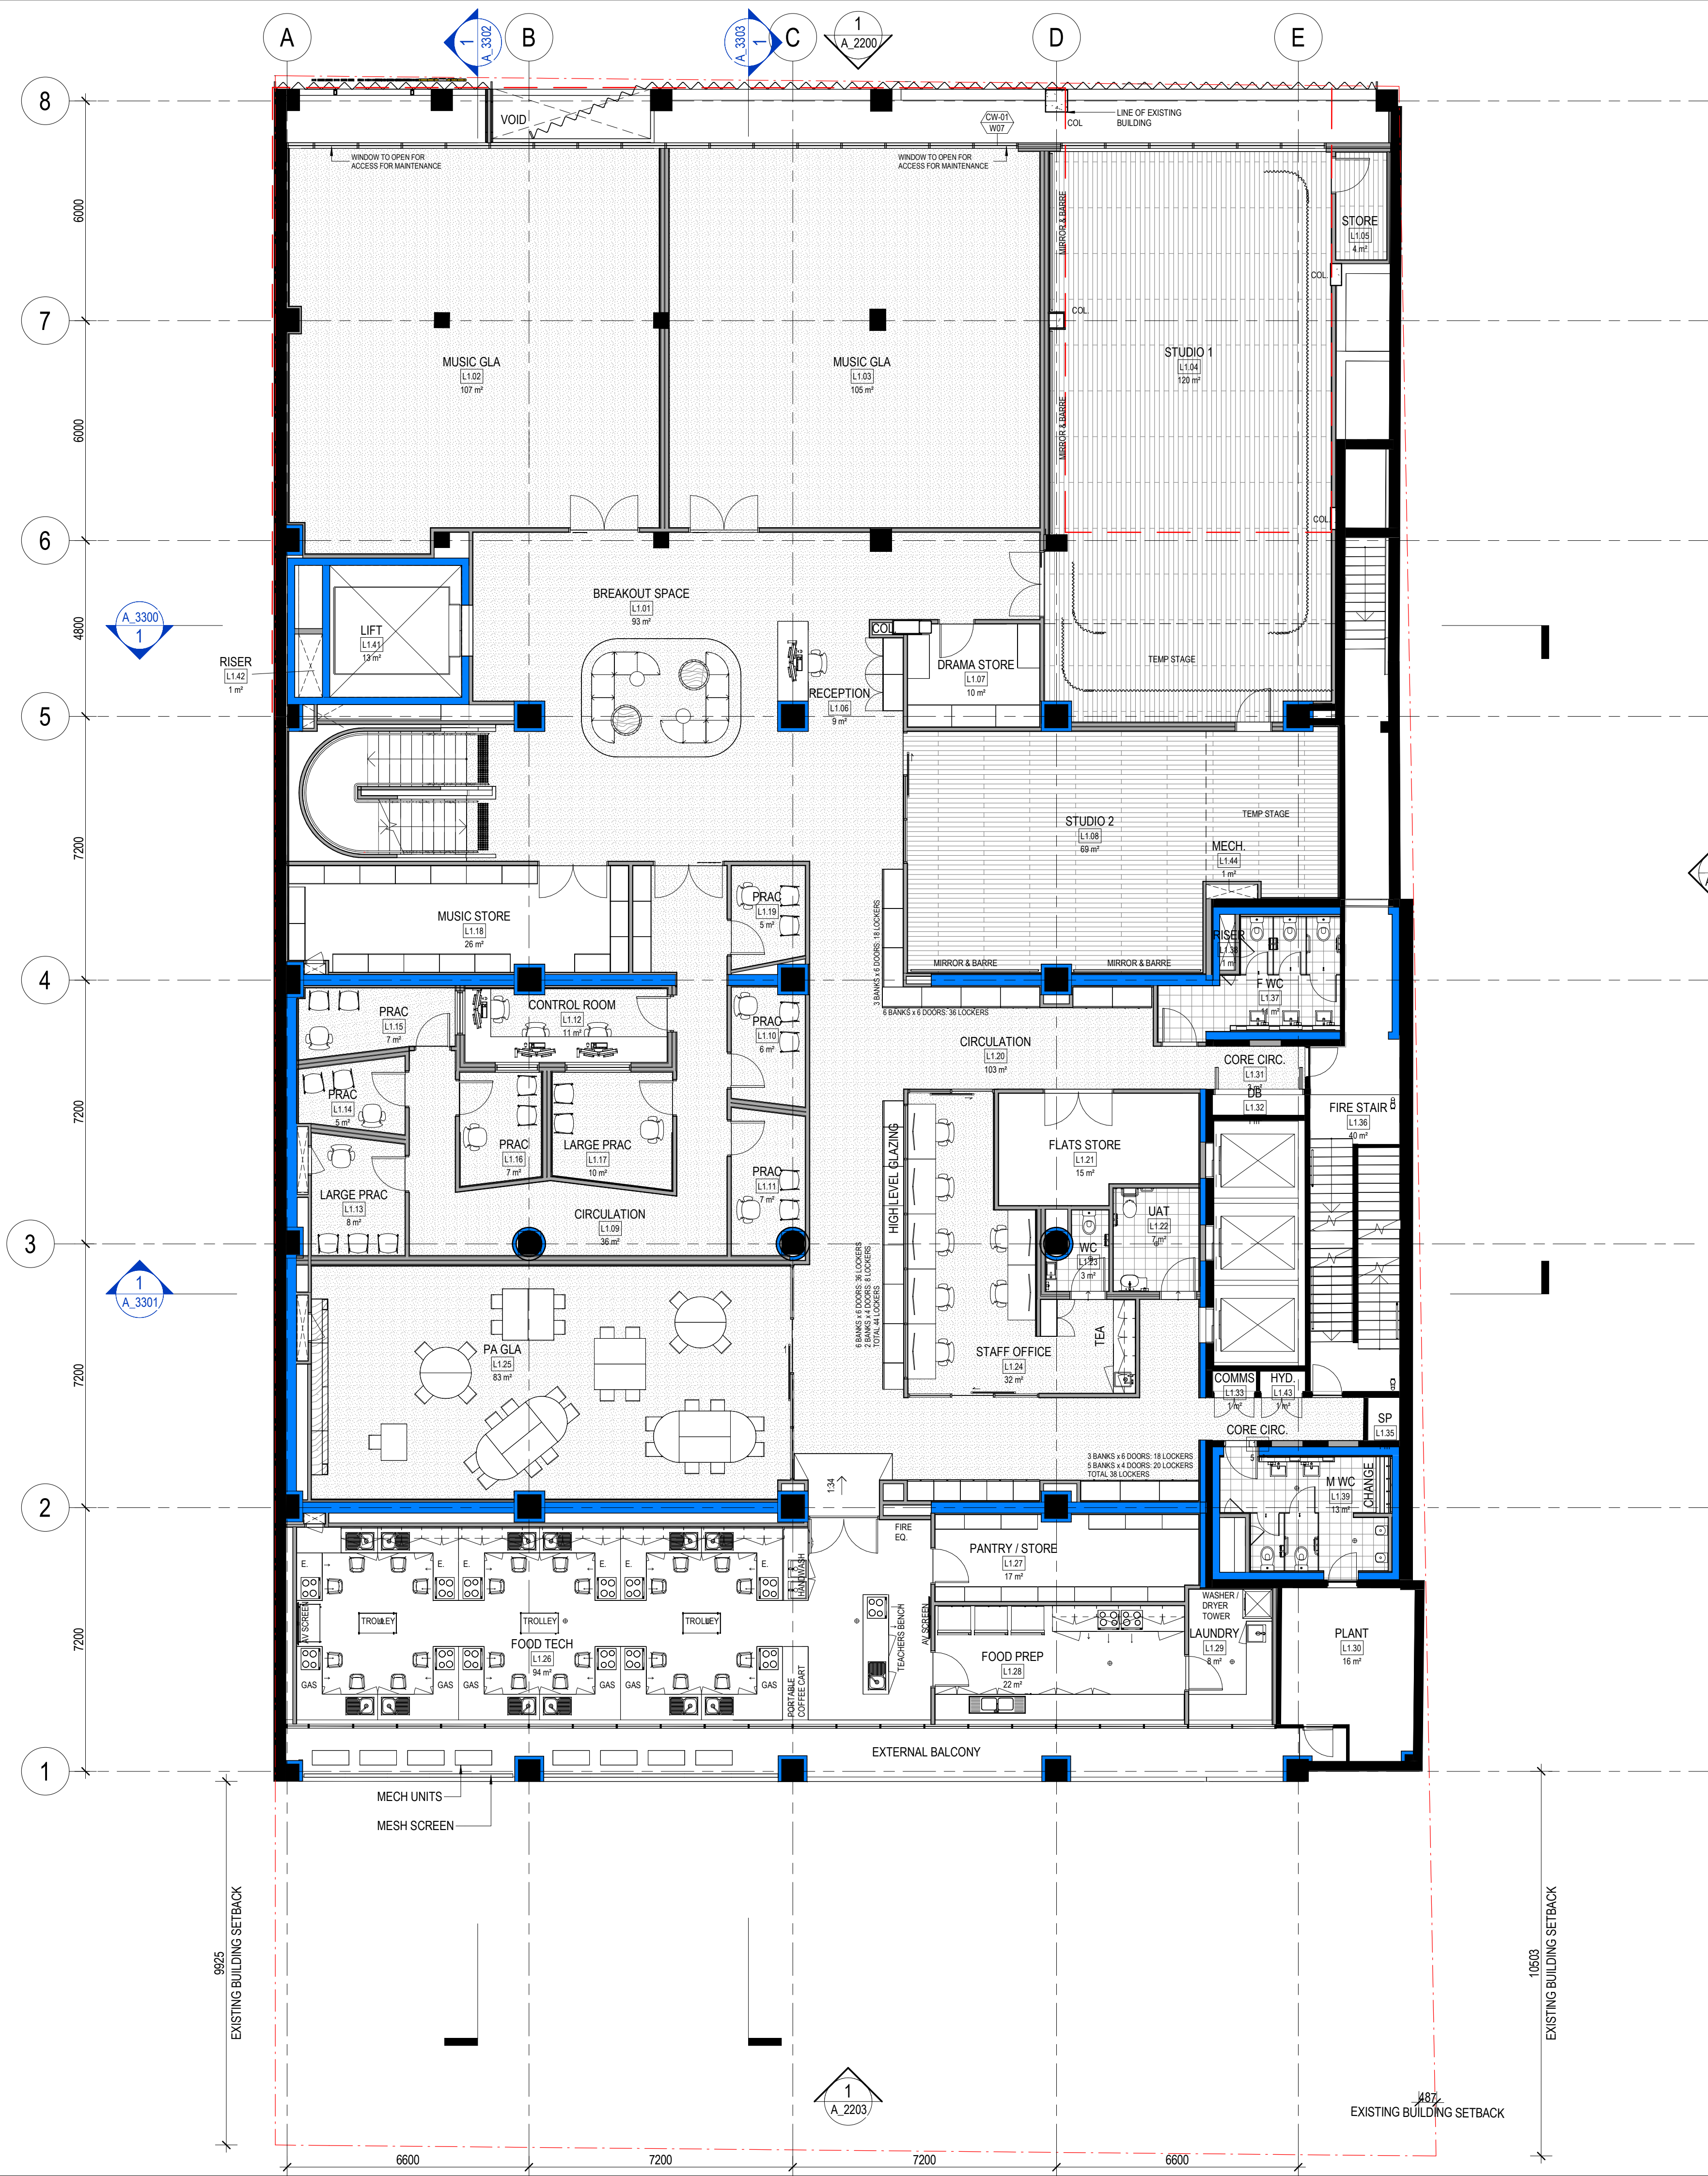 A
1
A_3302
B
A_3303
1
C
1
A_2200
D
E
8
VOID
CW-01
W07
COL
LINE OF EXISTING
BUILDING
WINDOW TO OPEN FOR
ACCESS FOR MAINTENANCE
WINDOW TO OPEN FOR
ACCESS FOR MAINTENANCE
6000
MIRROR & BARRE
STORE
L1.05
4 m²
COL.
7
COL.
MUSIC GLA
L1.02
107 m²
MUSIC GLA
L1.03
105 m²
STUDIO 1
L1.04
120 m²
6000
MIRROR & BARRE
COL.
6
BREAKOUT SPACE
L1.01
93 m²
A_3300
1
4800
LIFT
L1.41
13 m²
COL
RISER
L1.42
1 m²
DRAMA STORE
L1.07
10 m²
TEMP STAGE
RECEPTION
L1.06
9 m²
5
7200
STUDIO 2
L1.08
69 m²
TEMP STAGE
MECH.
L1.44
1 m²
MUSIC STORE
L1.18
26 m²
PRAC
L1.19
5 m²
3 BANKS x 6 DOORS: 18 LOCKERS
RISER
L1.38
1 m²
MIRROR & BARRE
MIRROR & BARRE
4
F WC
L1.37
11 m²
PRAC
L1.15
7 m²
CONTROL ROOM
L1.12
11 m²
PRAC
L1.10
6 m²
6 BANKS x 6 DOORS: 36 LOCKERS
CIRCULATION
L1.20
103 m²
CORE CIRC.
L1.31
3 m²
DB
L1.32
1 m²
7200
PRAC
L1.14
5 m²
FIRE STAIR
L1.36
40 m²
PRAC
L1.16
7 m²
LARGE PRAC
L1.17
10 m²
FLATS STORE
L1.21
15 m²
HIGH LEVEL GLAZING
PRAC
L1.11
7 m²
LARGE PRAC
L1.13
8 m²
CIRCULATION
L1.09
36 m²
UAT
L1.22
7 m²
WC
L1.23
3 m²
3
1
A_3301
6 BANKS x 6 DOORS: 36 LOCKERS
2 BANKS x 4 DOORS: 8 LOCKERS
TOTAL 44 LOCKERS
7200
PA GLA
L1.25
83 m²
STAFF OFFICE
L1.24
32 m²
TEA
COMMS
L1.33
1 m²
HYD.
L1.43
1 m²
SP
L1.35
CORE CIRC.
5
3 BANKS x 6 DOORS: 18 LOCKERS
5 BANKS x 4 DOORS: 20 LOCKERS
TOTAL 38 LOCKERS
1:34
M WC
L1.39
13 m²
CHANGE
2
FIRE
EQ.
PANTRY / STORE
L1.27
17 m²
E.
E.
E.
E.
E.
E.
HANDWASH
AV SCREEN
TROLLEY
TROLLEY
TROLLEY
TEACHERS BENCH
AV SCREEN
WASHER /
DRYER
TOWER
LAUNDRY
L1.29
8 m²
PLANT
L1.30
16 m²
7200
FOOD TECH
L1.26
94 m²
FOOD PREP
L1.28
22 m²
GAS
GAS
GAS
GAS
GAS
GAS
PORTABLE
COFFEE CART
EXTERNAL BALCONY
1
MECH UNITS
MESH SCREEN
9925
EXISTING BUILDING SETBACK
10503
EXISTING BUILDING SETBACK
1
A_2203
487
EXISTING BUILDING SETBACK
6600
7200
7200
6600